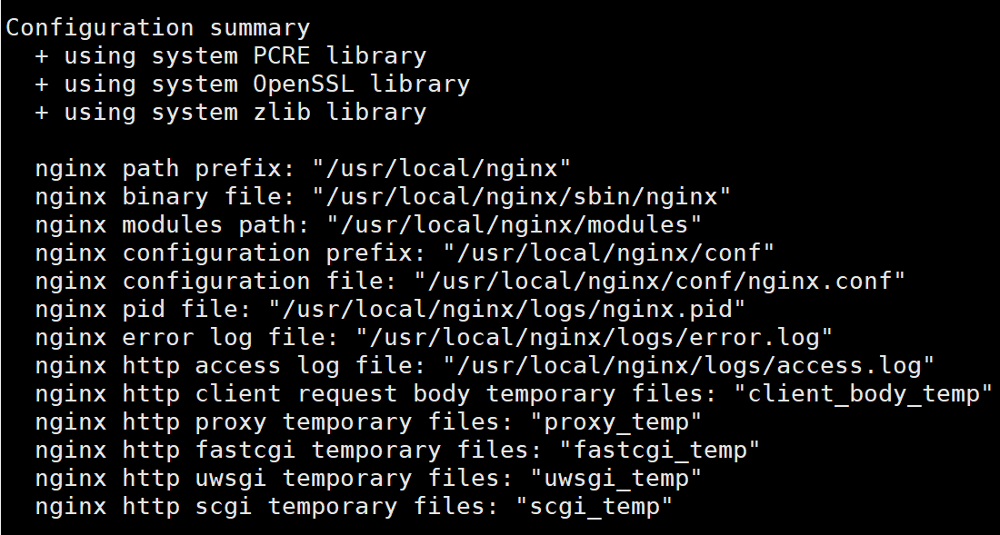 Configuration summary
  + using system PCRE library
  + using system OpenSSL library
  + using system zlib library

  nginx path prefix: "/usr/local/nginx"
  nginx binary file: "/usr/local/nginx/sbin/nginx"
  nginx modules path: "/usr/local/nginx/modules"
  nginx configuration prefix: "/usr/local/nginx/conf"
  nginx configuration file: "/usr/local/nginx/conf/nginx.conf"
  nginx pid file: "/usr/local/nginx/logs/nginx.pid"
  nginx error log file: "/usr/local/nginx/logs/error.log"
  nginx http access log file: "/usr/local/nginx/logs/access.log"
  nginx http client request body temporary files: "client_body_temp"
  nginx http proxy temporary files: "proxy_temp"
  nginx http fastcgi temporary files: "fastcgi_temp"
  nginx http uwsgi temporary files: "uwsgi_temp"
  nginx http scgi temporary files: "scgi_temp"